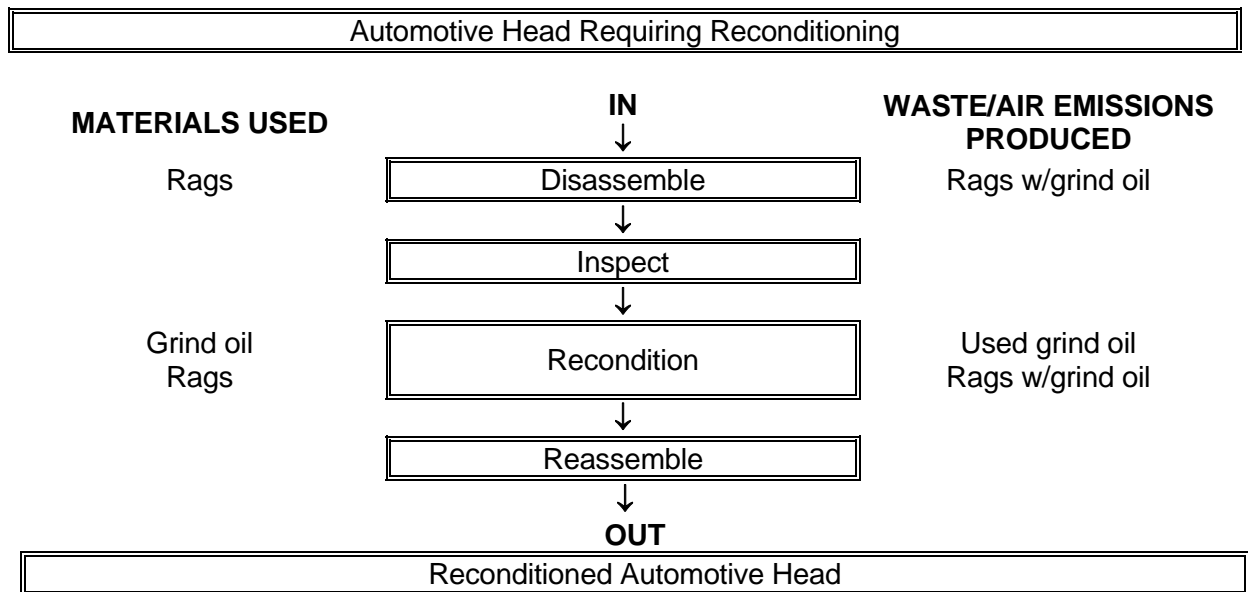 Automotive Head Requiring Reconditioning
MATERIALS USED
IN
↓
WASTE/AIR EMISSIONS
PRODUCED
Rags
Disassemble
Rags w/grind oil
↓
Inspect
↓
Grind oil
Rags
Recondition
Used grind oil
Rags w/grind oil
↓
Reassemble
↓
OUT
Reconditioned Automotive Head